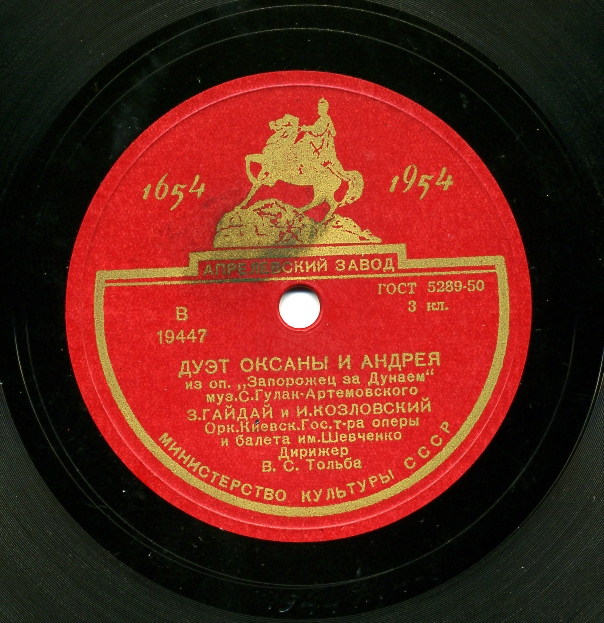 1654 1954
АПРЕЛЕВСКИЙ ЗАВОД
ГОСТ 5289-50
3 кл.
В
19447
ДУЭТ ОКСАНЫ И АНДРЕЯ
из оп. „Запорожец за Дунаем"
муз.С.Гулак-Артемовского
З.ГАЙДАЙ и И.КОЗЛОВСКИЙ
Орк.Киевск.Гос.т-ра оперы
и балета им.Шевченко
Дирижер
В. С. Тольба
МИНИСТЕРСТВО КУЛЬТУРЫ СССР